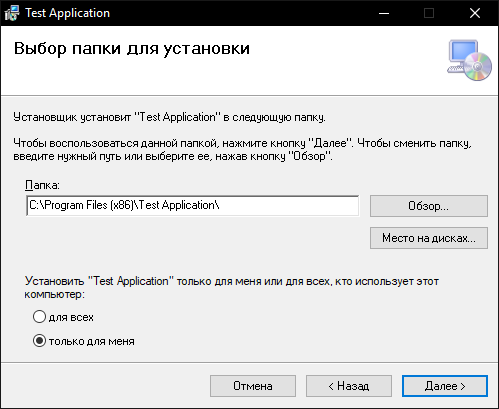 Test Application
Выбор папки для установки
Установщик установит "Test Application" в следующую папку.
Чтобы воспользоваться данной папкой, нажмите кнопку "Далее". Чтобы сменить папку,
введите нужный путь или выберите ее, нажав кнопку "Обзор".
Папка:
C:\Program Files (x86)\Test Application\
Обзор...
Место на дисках...
Установить "Test Application" только для меня или для всех, кто использует этот
компьютер:
для всех
только для меня
Отмена
< Назад
Далее >